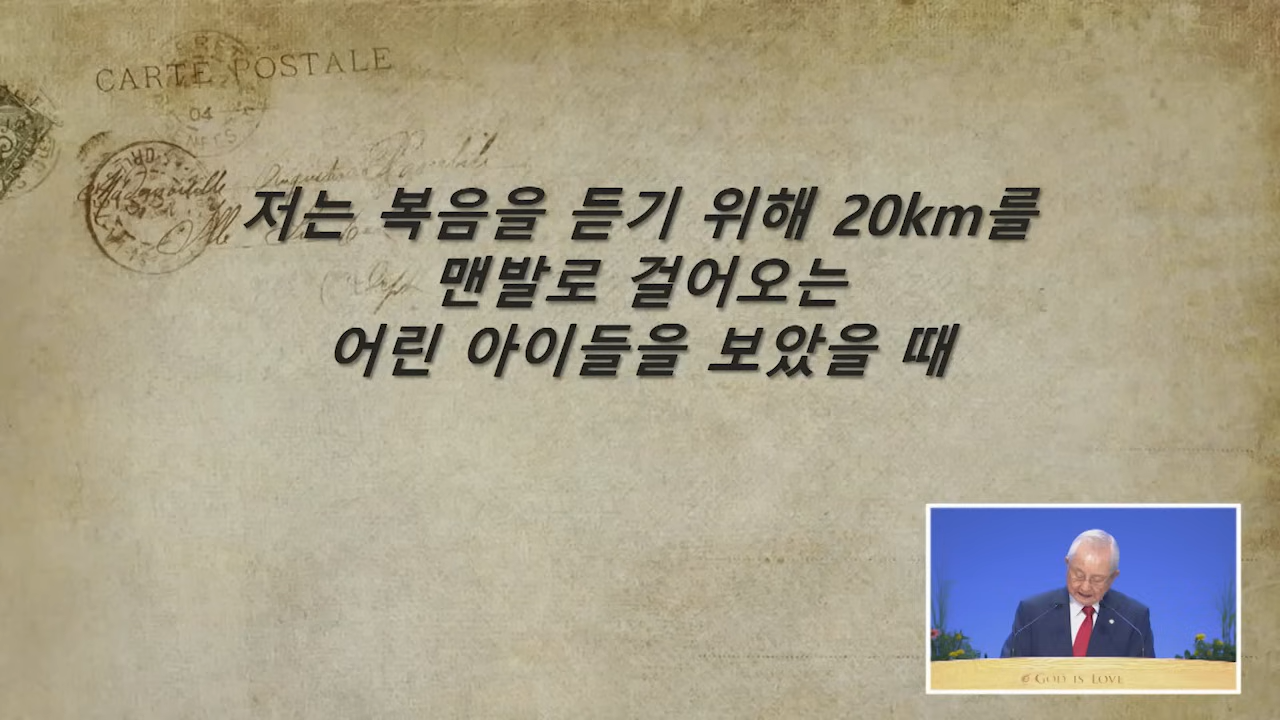 CARTE POSTALE
04
저는 복음을 듣기 위해 20km를
맨발로 걸어오는
어린 아이들을 보았을 때
GOD IS LOVE